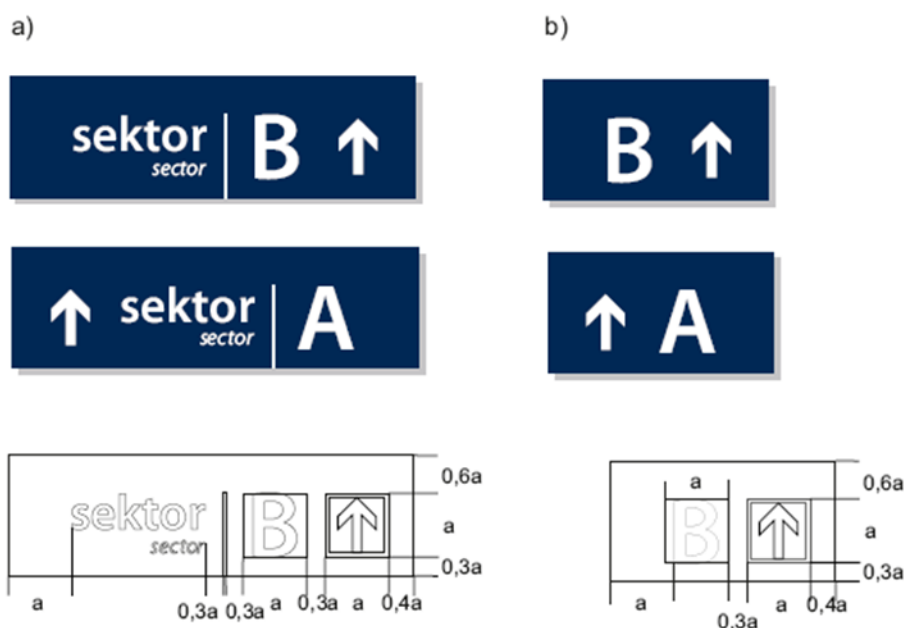 a)
b)
sektor
sector
B
B
sektor
sector
A
A
sektor
sector
B
0,6a
a
0,3a
a
0,3a
0,3a
a
0,3a
a
0,4a
a
B
0,6a
a
0,3a
a
0,3a
a
0,4a